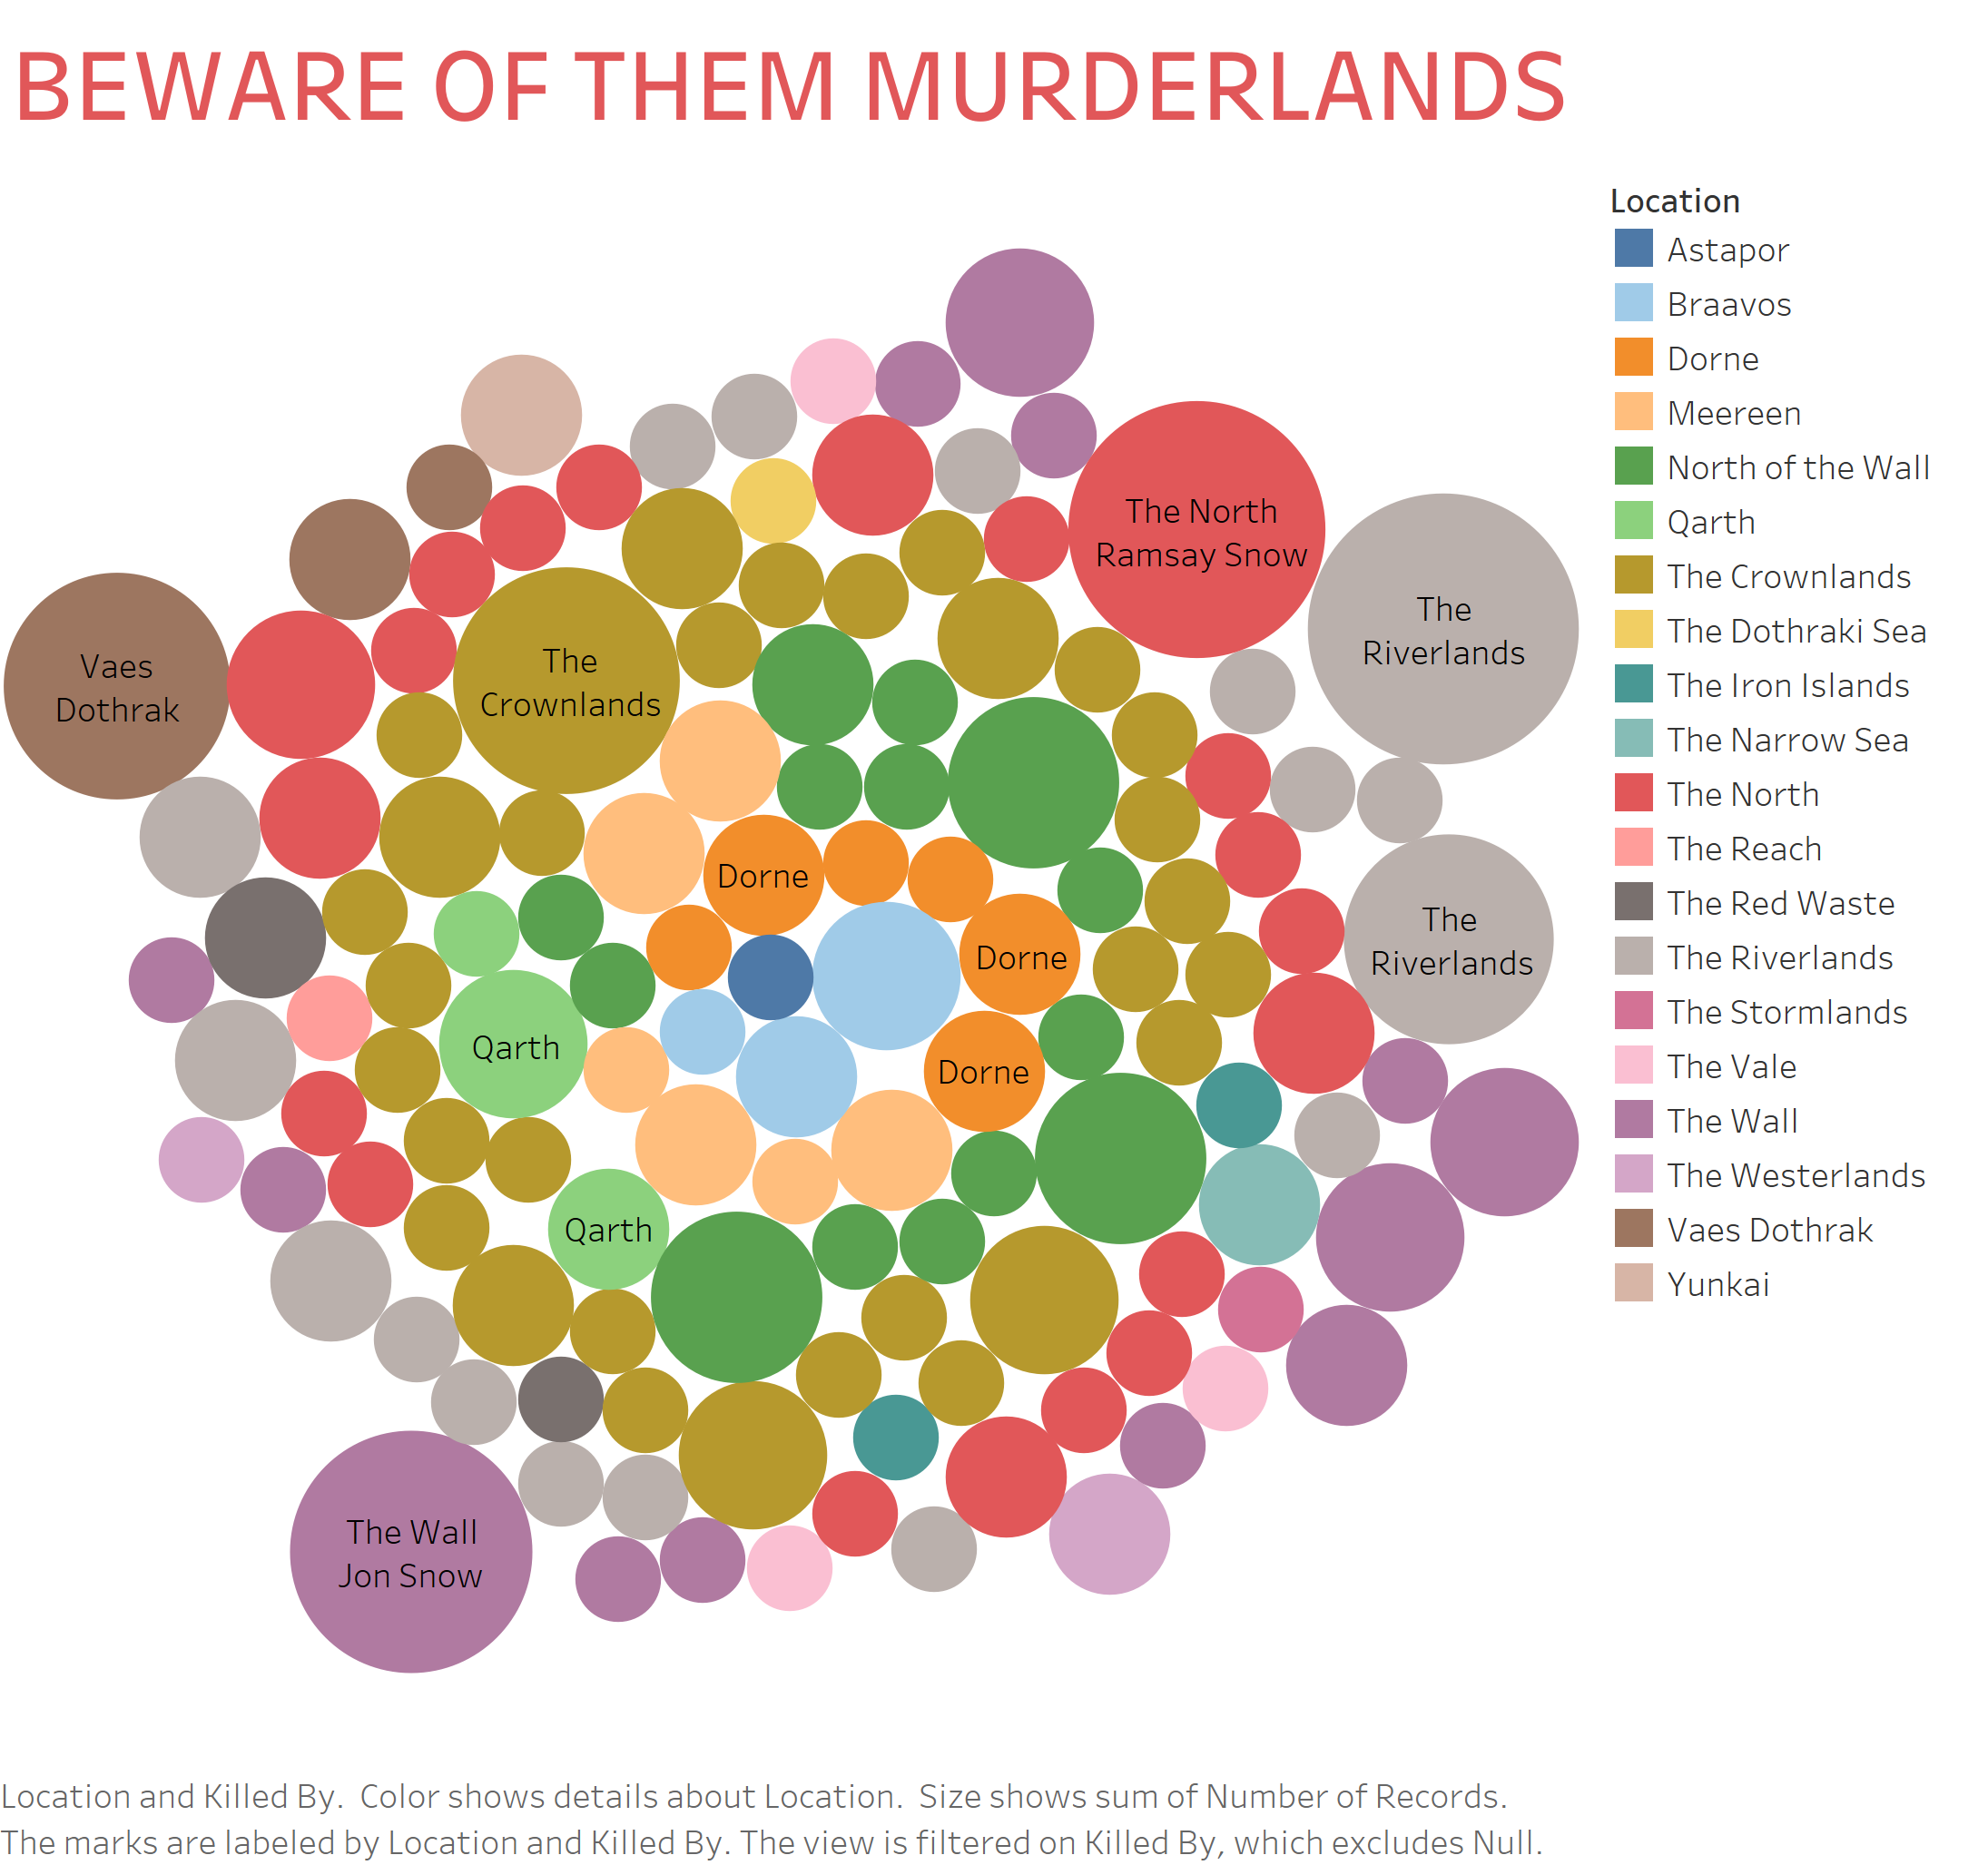 BEWARE OF THEM MURDERLANDS
Location
Astapor
Braavos
Dorne
Meereen
North of the Wall
Qarth
The Crownlands
The Dothraki Sea
The Iron Islands
The Narrow Sea
The North
The Reach
The Red Waste
The Riverlands
The Stormlands
The Vale
The Wall
The Westerlands
Vaes Dothrak
Yunkai
The North
Ramsay Snow
The
Riverlands
The
Crownlands
Vaes
Dothrak
Dorne
The
Riverlands
Dorne
Qarth
Dorne
Qarth
The Wall
Jon Snow
Location and Killed By.  Color shows details about Location.  Size shows sum of Number of Records.
The marks are labeled by Location and Killed By. The view is filtered on Killed By, which excludes Null.